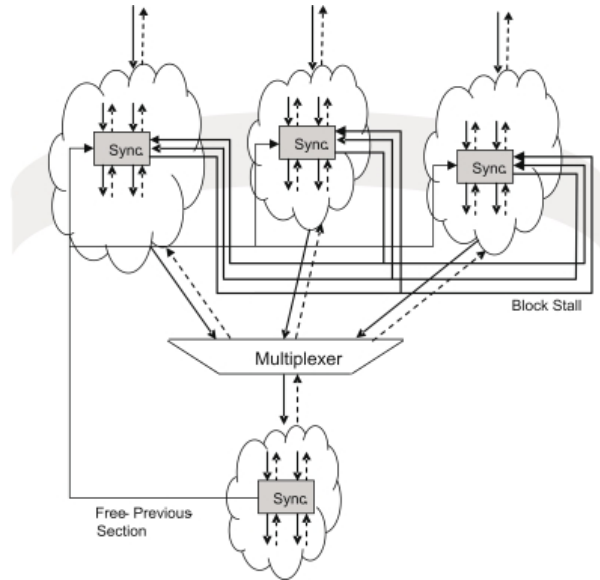 Sync.
Sync.
Sync.
Block Stall
Multiplexer
Sync.
Free- Previous-
Section